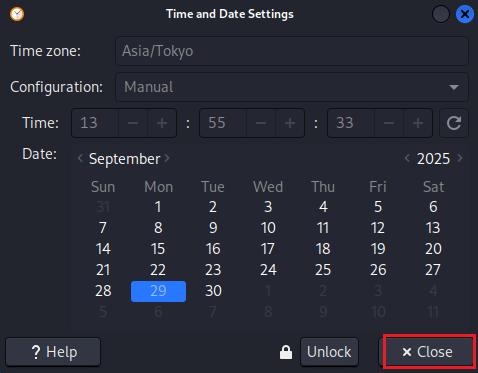 Time and Date Settings
Time zone: Asia/Tokyo
Configuration: Manual
Time: 13 − + : 55 − + : 33 − +
Date: ‹ September › ‹ 2025 ›
Sun Mon Tue Wed Thu Fri Sat
31 1 2 3 4 5 6
7 8 9 10 11 12 13
14 15 16 17 18 19 20
21 22 23 24 25 26 27
28 29 30 1 2 3 4
5 6 7 8 9 10 11
? Help Unlock × Close